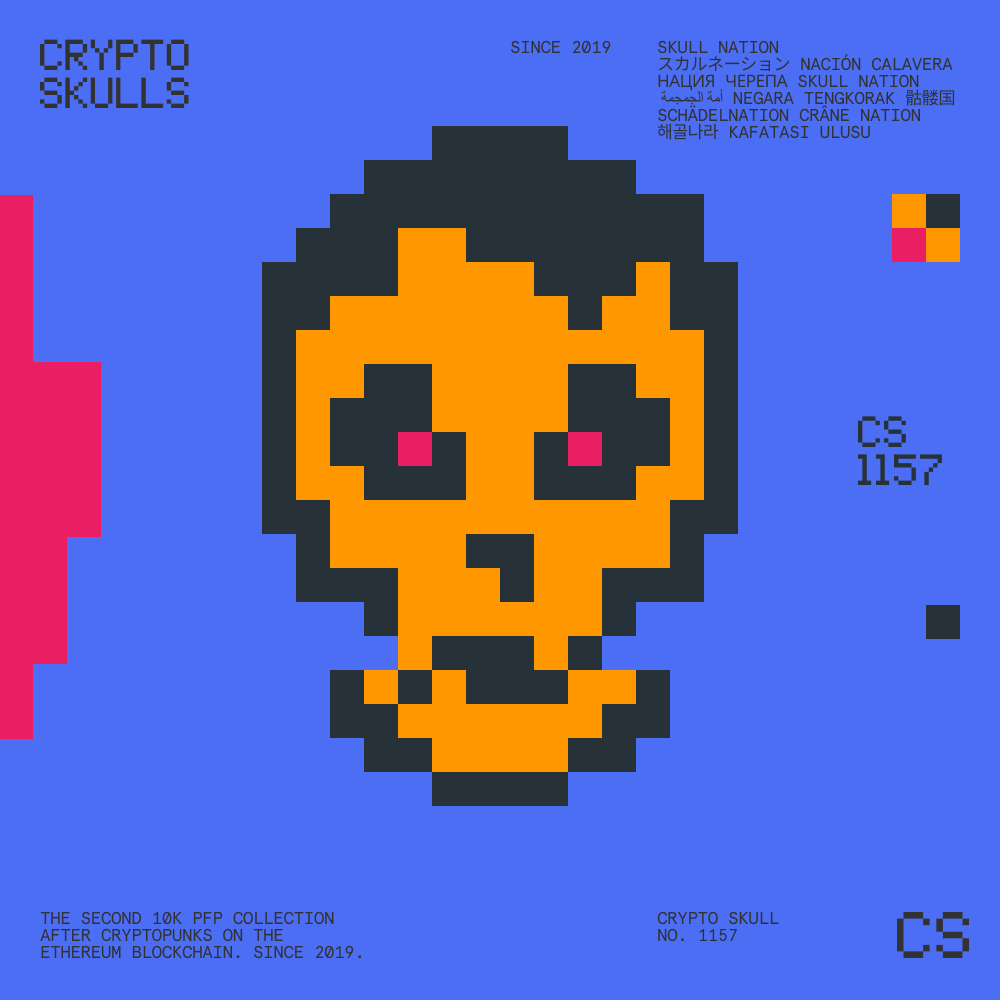 CRYPTO
SKULLS
SINCE 2019
SKULL NATION
スカルネーション NACIÓN CALAVERA
НАЦИЯ ЧЕРЕПА SKULL NATION
أمة الجمجمة NEGARA TENGKORAK 骷髅国
SCHÄDELNATION CRÂNE NATION
해골나라 KAFATASI ULUSU
CS
1157
THE SECOND 10K PFP COLLECTION
AFTER CRYPTOPUNKS ON THE
ETHEREUM BLOCKCHAIN. SINCE 2019.
CRYPTO SKULL
NO. 1157
CS